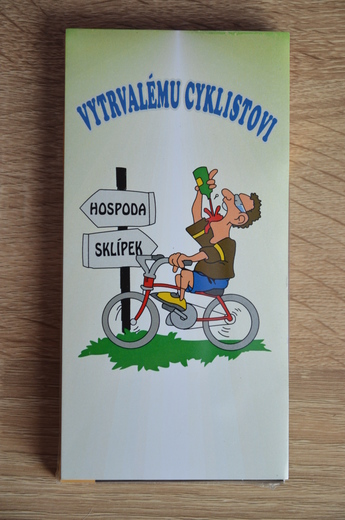 VYTRVALÉMU CYKLISTOVI
HOSPODA
SKLÍPEK